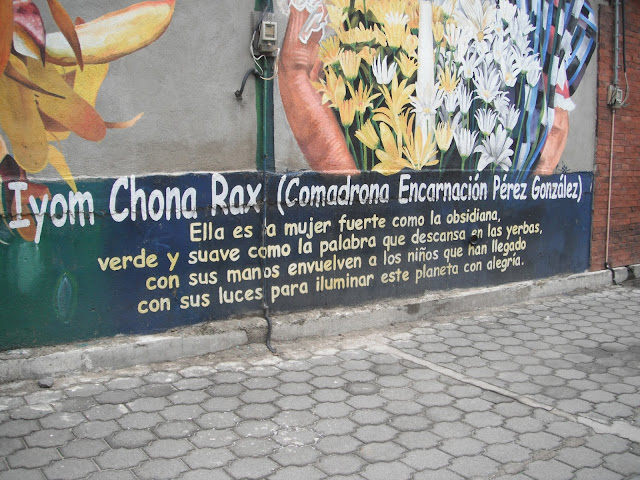 Iyom Chona Rax (Comadrona Encarnación Pérez González)
Ella es la mujer fuerte como la obsidiana,
verde y suave como la palabra que descansa en las yerbas,
con sus manos envuelven a los niños que han llegado
con sus luces para iluminar este planeta con alegría.